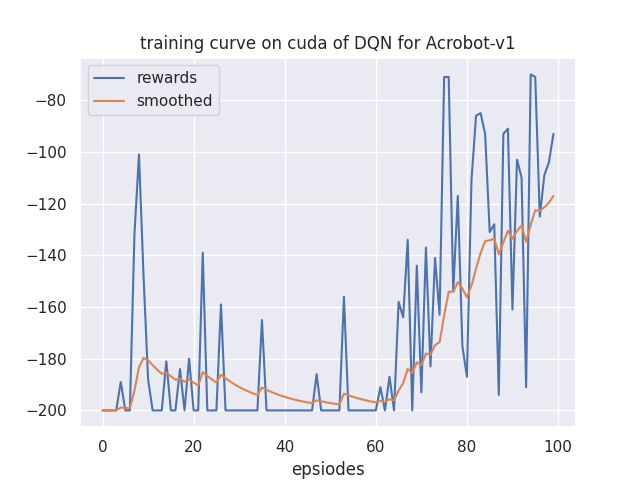 training curve on cuda of DQN for Acrobot-v1
rewards
smoothed
−80
−100
−120
−140
−160
−180
−200
0 20 40 60 80 100
epsiodes